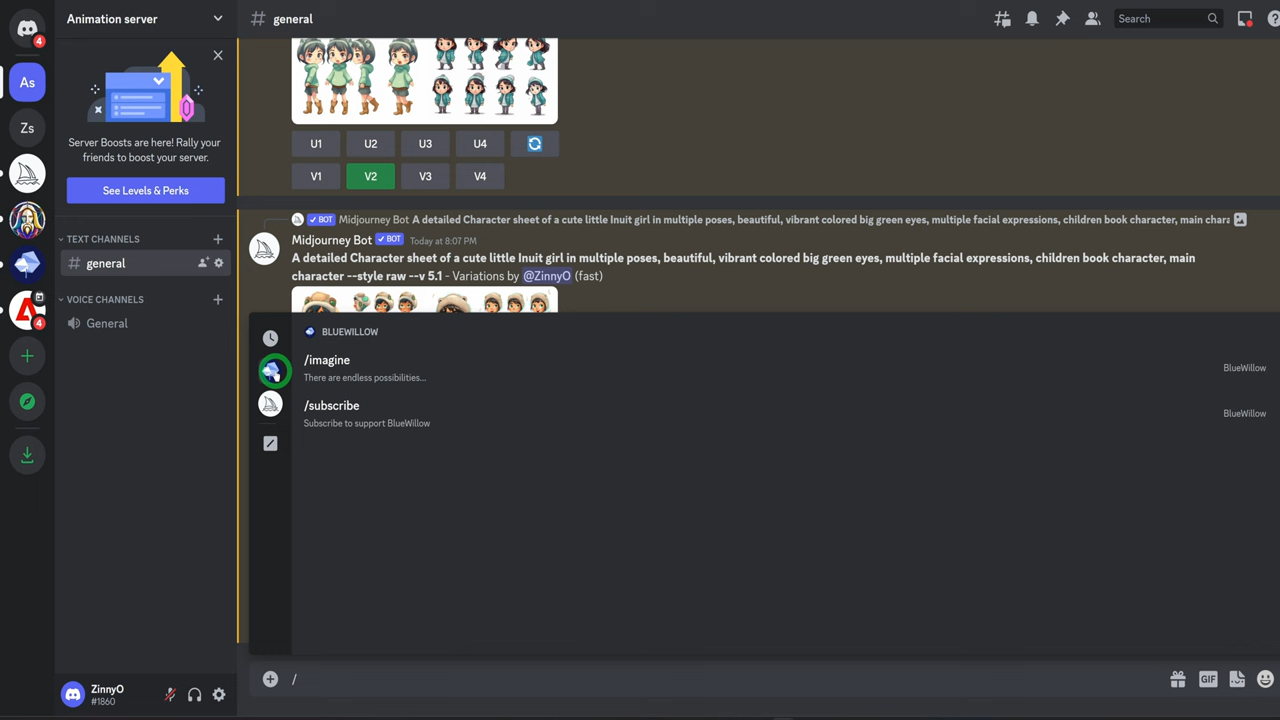 4
As
Zs
4
Animation server
Server Boosts are here! Rally your
friends to boost your server.
See Levels & Perks
TEXT CHANNELS
general
VOICE CHANNELS
General
ZinnyO
#1860
# general
Search
U1 U2 U3 U4
V1 V2 V3 V4
BOT Midjourney Bot A detailed Character sheet of a cute little Inuit girl in multiple poses, beautiful, vibrant colored big green eyes, multiple facial expressions, children book character, main chara
Midjourney Bot BOT Today at 8:07 PM
A detailed Character sheet of a cute little Inuit girl in multiple poses, beautiful, vibrant colored big green eyes, multiple facial expressions, children book character, main
character --style raw --v 5.1 - Variations by @ZinnyO (fast)
BLUEWILLOW
/imagine
There are endless possibilities...
BlueWillow
/subscribe
Subscribe to support BlueWillow
BlueWillow
/
GIF